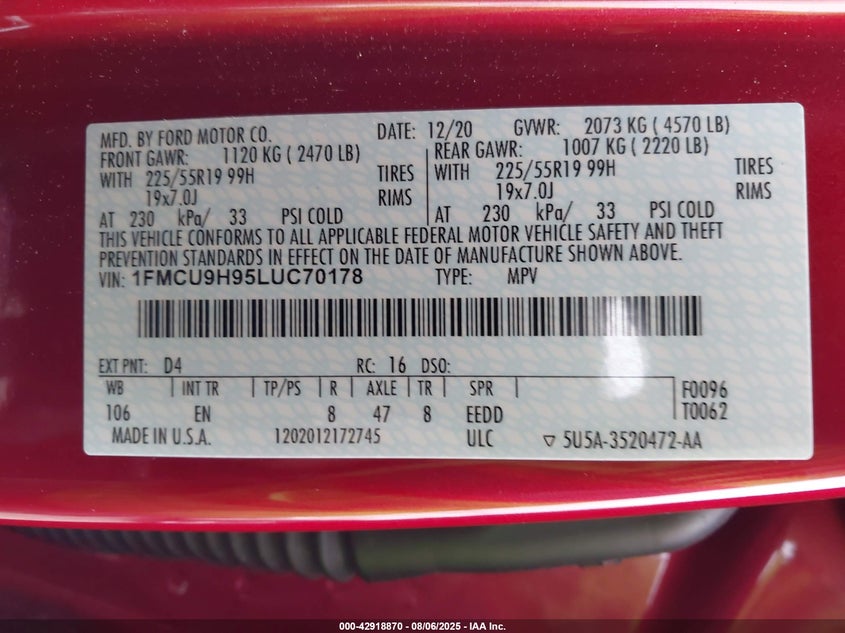 MFD. BY FORD MOTOR CO. DATE: 12/20 GVWR: 2073 KG ( 4570 LB)
FRONT GAWR: 1120 KG ( 2470 LB) REAR GAWR: 1007 KG ( 2220 LB)
WITH 225/55R19 99H TIRES WITH 225/55R19 99H TIRES
19x7.0J RIMS 19x7.0J RIMS
AT 230 kPa/ 33 PSI COLD AT 230 kPa/ 33 PSI COLD
THIS VEHICLE CONFORMS TO ALL APPLICABLE FEDERAL MOTOR VEHICLE SAFETY AND THEFT
PREVENTION STANDARDS IN EFFECT ON THE DATE OF MANUFACTURE SHOWN ABOVE.
VIN: 1FMCU9H95LUC70178 TYPE: MPV
EXT PNT: D4 RC: 16 DSO:
WB INT TR TP/PS R AXLE TR SPR F0096
106 EN 8 47 8 EEDD T0062
MADE IN U.S.A. 1202012172745 ULC ▽ 5U5A-3520472-AA
000-42918870 - 08/06/2025 - IAA Inc.